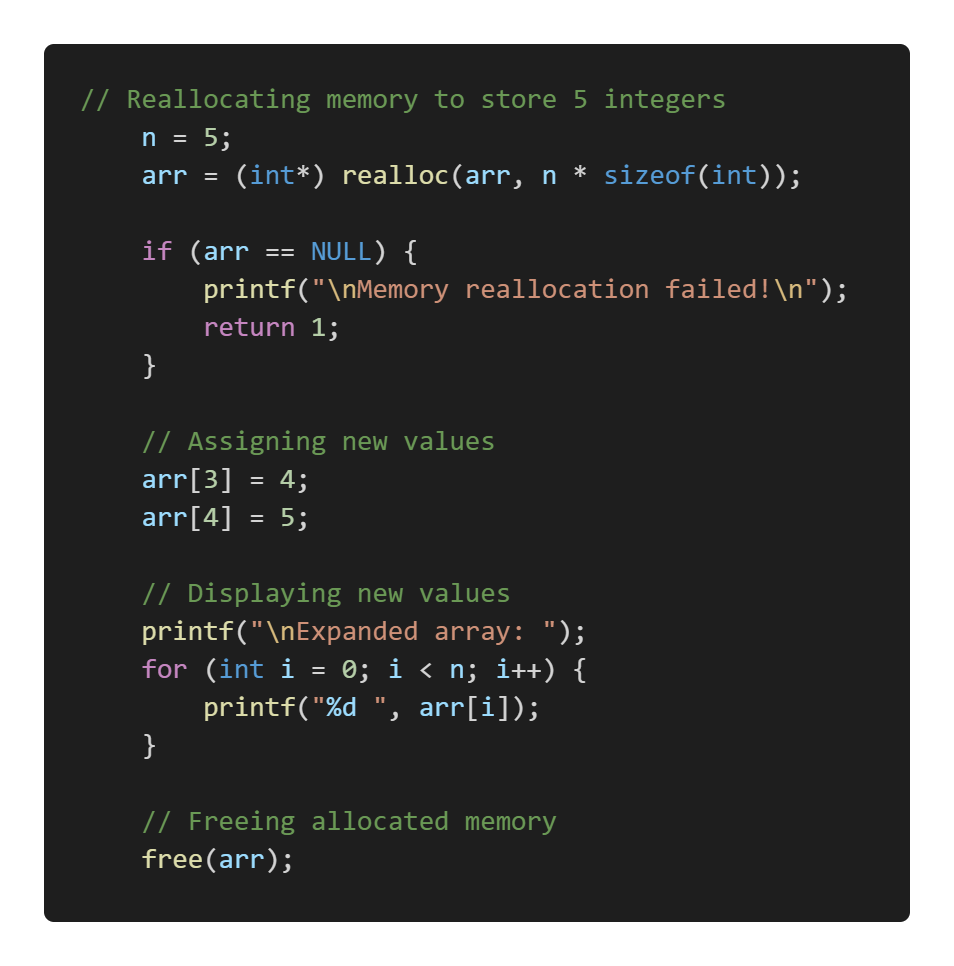 // Reallocating memory to store 5 integers
    n = 5;
    arr = (int*) realloc(arr, n * sizeof(int));

    if (arr == NULL) {
        printf("\nMemory reallocation failed!\n");
        return 1;
    }

    // Assigning new values
    arr[3] = 4;
    arr[4] = 5;

    // Displaying new values
    printf("\nExpanded array: ");
    for (int i = 0; i < n; i++) {
        printf("%d ", arr[i]);
    }

    // Freeing allocated memory
    free(arr);